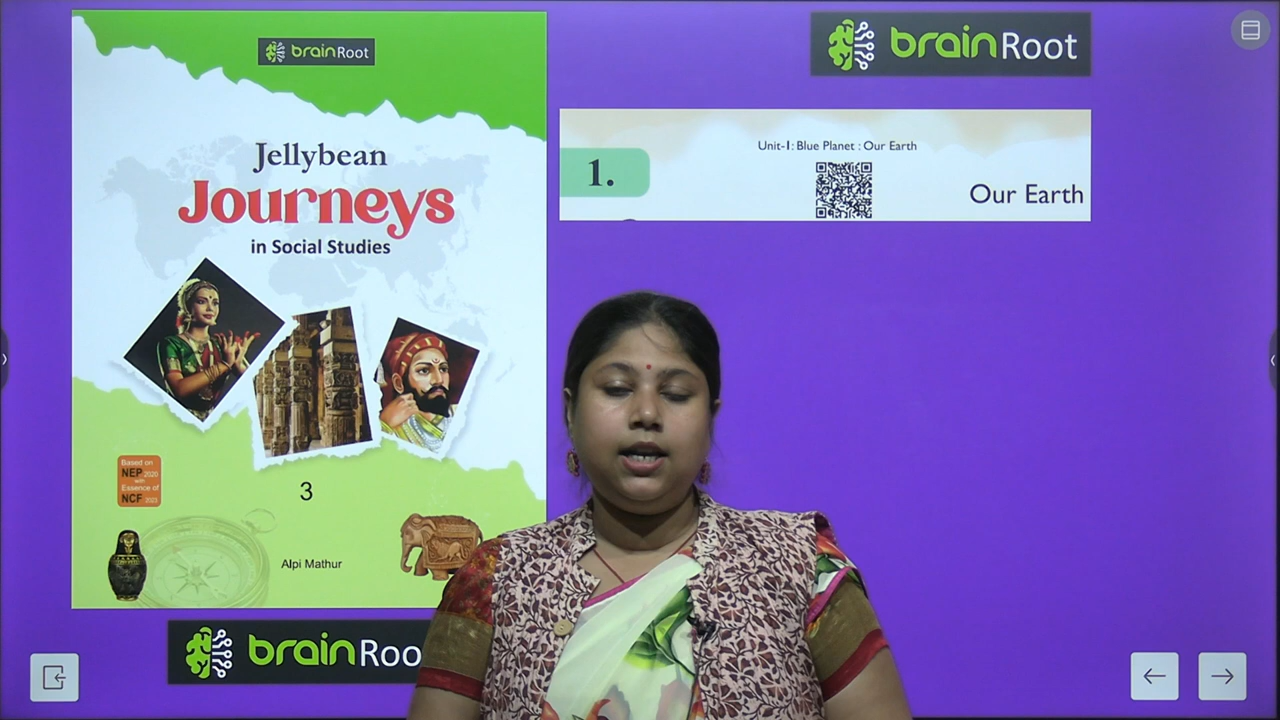 brainRoot
Jellybean
Journeys
in Social Studies
Based on
NEP 2020
with
Essence of
NCF 2023
3
Alpi Mathur
brainRoo
brainRoot
Unit-1: Blue Planet : Our Earth
1.
Our Earth